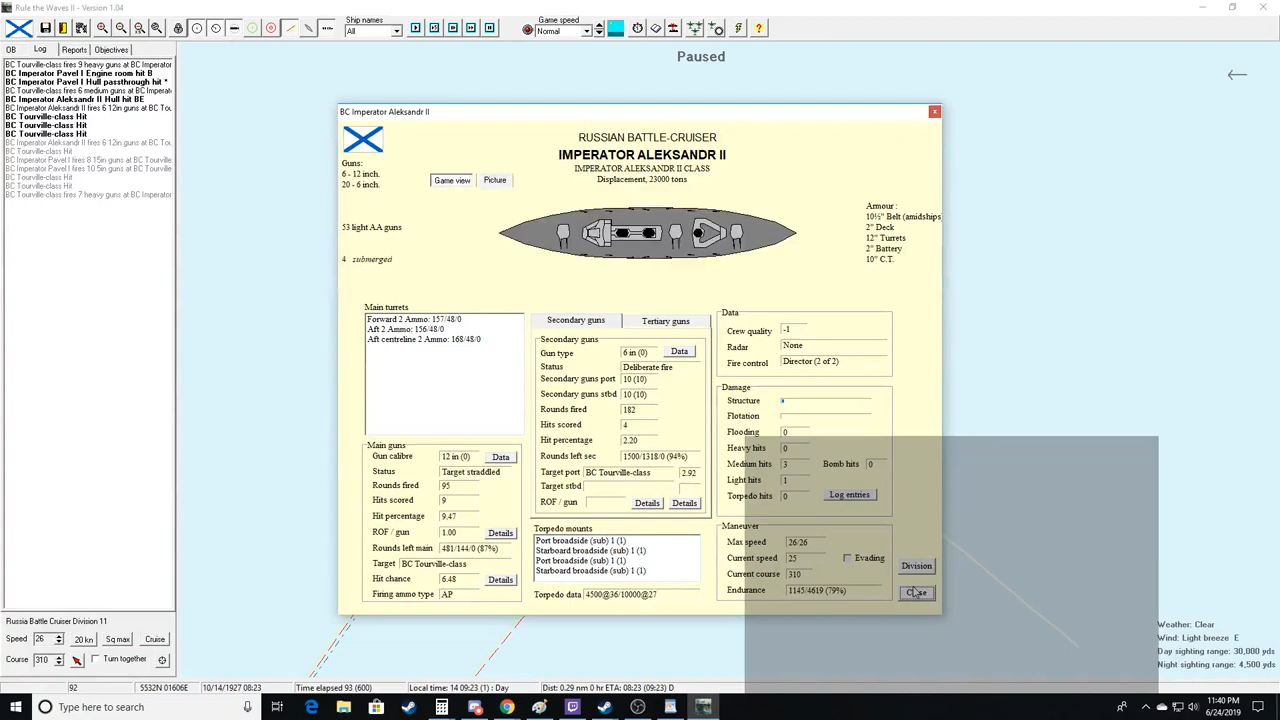 Rule the Waves II - Version 1.04
Ship names
All
Game speed
Normal
OB
Log
Reports
Objectives
BC Tourville-class fires 9 heavy guns at BC Imperator
BC Imperator Pavel I Engine room hit B
BC Imperator Pavel I Hull passthrough hit *
BC Tourville-class fires 6 medium guns at BC Imperat
BC Imperator Aleksandr II Hull hit BE
BC Imperator Aleksandr II fires 6 12in guns at BC Tou
BC Tourville-class Hit
BC Tourville-class Hit
BC Tourville-class Hit
BC Imperator Aleksandr II fires 6 12in guns at BC Tou
BC Tourville-class Hit
BC Imperator Pavel I fires 8 15in guns at BC Tourville
BC Imperator Pavel I fires 10 5in guns at BC Tourville
BC Tourville-class Hit
BC Tourville-class Hit
BC Tourville-class fires 7 heavy guns at BC Imperator
Paused
BC Imperator Aleksandr II
RUSSIAN BATTLE-CRUISER
IMPERATOR ALEKSANDR II
IMPERATOR ALEKSANDR II CLASS
Displacement, 23000 tons
Guns:
6 - 12 inch.
20 - 6 inch.
Game view
Picture
53 light AA guns
4 submerged
Armour :
10½" Belt (amidships)
2" Deck
12" Turrets
2" Battery
10" C.T.
Main turrets
Forward 2 Ammo: 157/48/0
Aft 2 Ammo: 156/48/0
Aft centreline 2 Ammo: 168/48/0
Main guns
Gun calibre 12 in (0) Data
Status Target straddled
Rounds fired 95
Hits scored 9
Hit percentage 9.47
ROF / gun 1.00 Details
Rounds left main 481/144/0 (87%)
Target BC Tourville-class
Hit chance 6.48 Details
Firing ammo type AP
Secondary guns
Tertiary guns
Secondary guns
Gun type 6 in (0) Data
Status Deliberate fire
Secondary guns port 10 (10)
Secondary guns stbd 10 (10)
Rounds fired 182
Hits scored 4
Hit percentage 2.20
Rounds left sec 1500/1318/0 (94%)
Target port BC Tourville-class 2.92
Target stbd
ROF / gun Details Details
Torpedo mounts
Port broadside (sub) 1 (1)
Starboard broadside (sub) 1 (1)
Port broadside (sub) 1 (1)
Starboard broadside (sub) 1 (1)
Torpedo data 4500@36/10000@27
Data
Crew quality -1
Radar None
Fire control Director (2 of 2)
Damage
Structure
Flotation
Flooding 0
Heavy hits 0
Medium hits 3 Bomb hits 0
Light hits 1
Torpedo hits 0 Log entries
Maneuver
Max speed 26/26
Current speed 25 Evading
Current course 310
Endurance 1145/4619 (79%)
Division
Russia Battle Cruiser Division 11
Speed 26 20 kn Sq max Cruise
Course 310 Turn together
Weather: Clear
Wind: Light breeze E
Day sighting range: 30,000 yds
Night sighting range: 4,500 yds
92 5532N 01606E 10/14/1927 08:23 Time elapsed 93 (600) Local time: 14 09:23 (1) : Day Dist: 0.29 nm 0 hr ETA: 08:23 (09:23) D
Type here to search
11:40 PM
6/24/2019